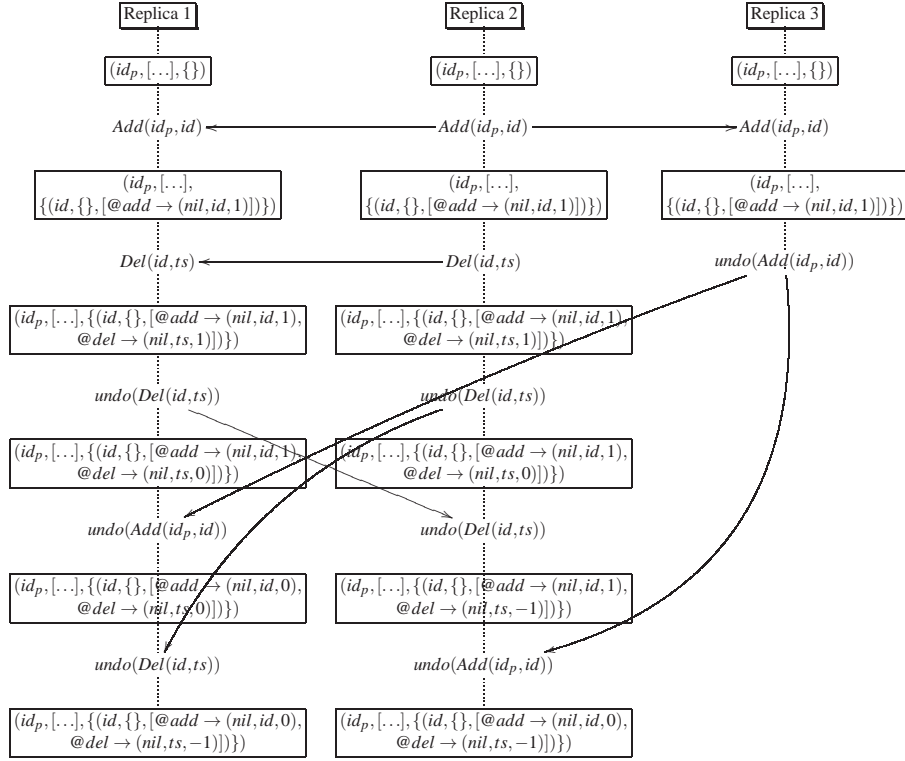 Replica 1 Replica 2 Replica 3
(id_p,[...],{}) (id_p,[...],{}) (id_p,[...],{})
Add(id_p,id) Add(id_p,id) Add(id_p,id)
(id_p,[...], (id_p,[...], (id_p,[...],
{(id,{},[@add→(nil,id,1)])}) {(id,{},[@add→(nil,id,1)])}) {(id,{},[@add→(nil,id,1)])})
Del(id,ts) Del(id,ts) undo(Add(id_p,id))
(id_p,[...],{(id,{},[@add→(nil,id,1), (id_p,[...],{(id,{},[@add→(nil,id,1),
@del→(nil,ts,1)])}) @del→(nil,ts,1)])})
undo(Del(id,ts)) undo(Del(id,ts))
(id_p,[...],{(id,{},[@add→(nil,id,1), (id_p,[...],{(id,{},[@add→(nil,id,1),
@del→(nil,ts,0)])}) @del→(nil,ts,0)])})
undo(Add(id_p,id)) undo(Del(id,ts))
(id_p,[...],{(id,{},[@add→(nil,id,0), (id_p,[...],{(id,{},[@add→(nil,id,1),
@del→(nil,ts,0)])}) @del→(nil,ts,−1)])})
undo(Del(id,ts)) undo(Add(id_p,id))
(id_p,[...],{(id,{},[@add→(nil,id,0), (id_p,[...],{(id,{},[@add→(nil,id,0),
@del→(nil,ts,−1)])}) @del→(nil,ts,−1)])})